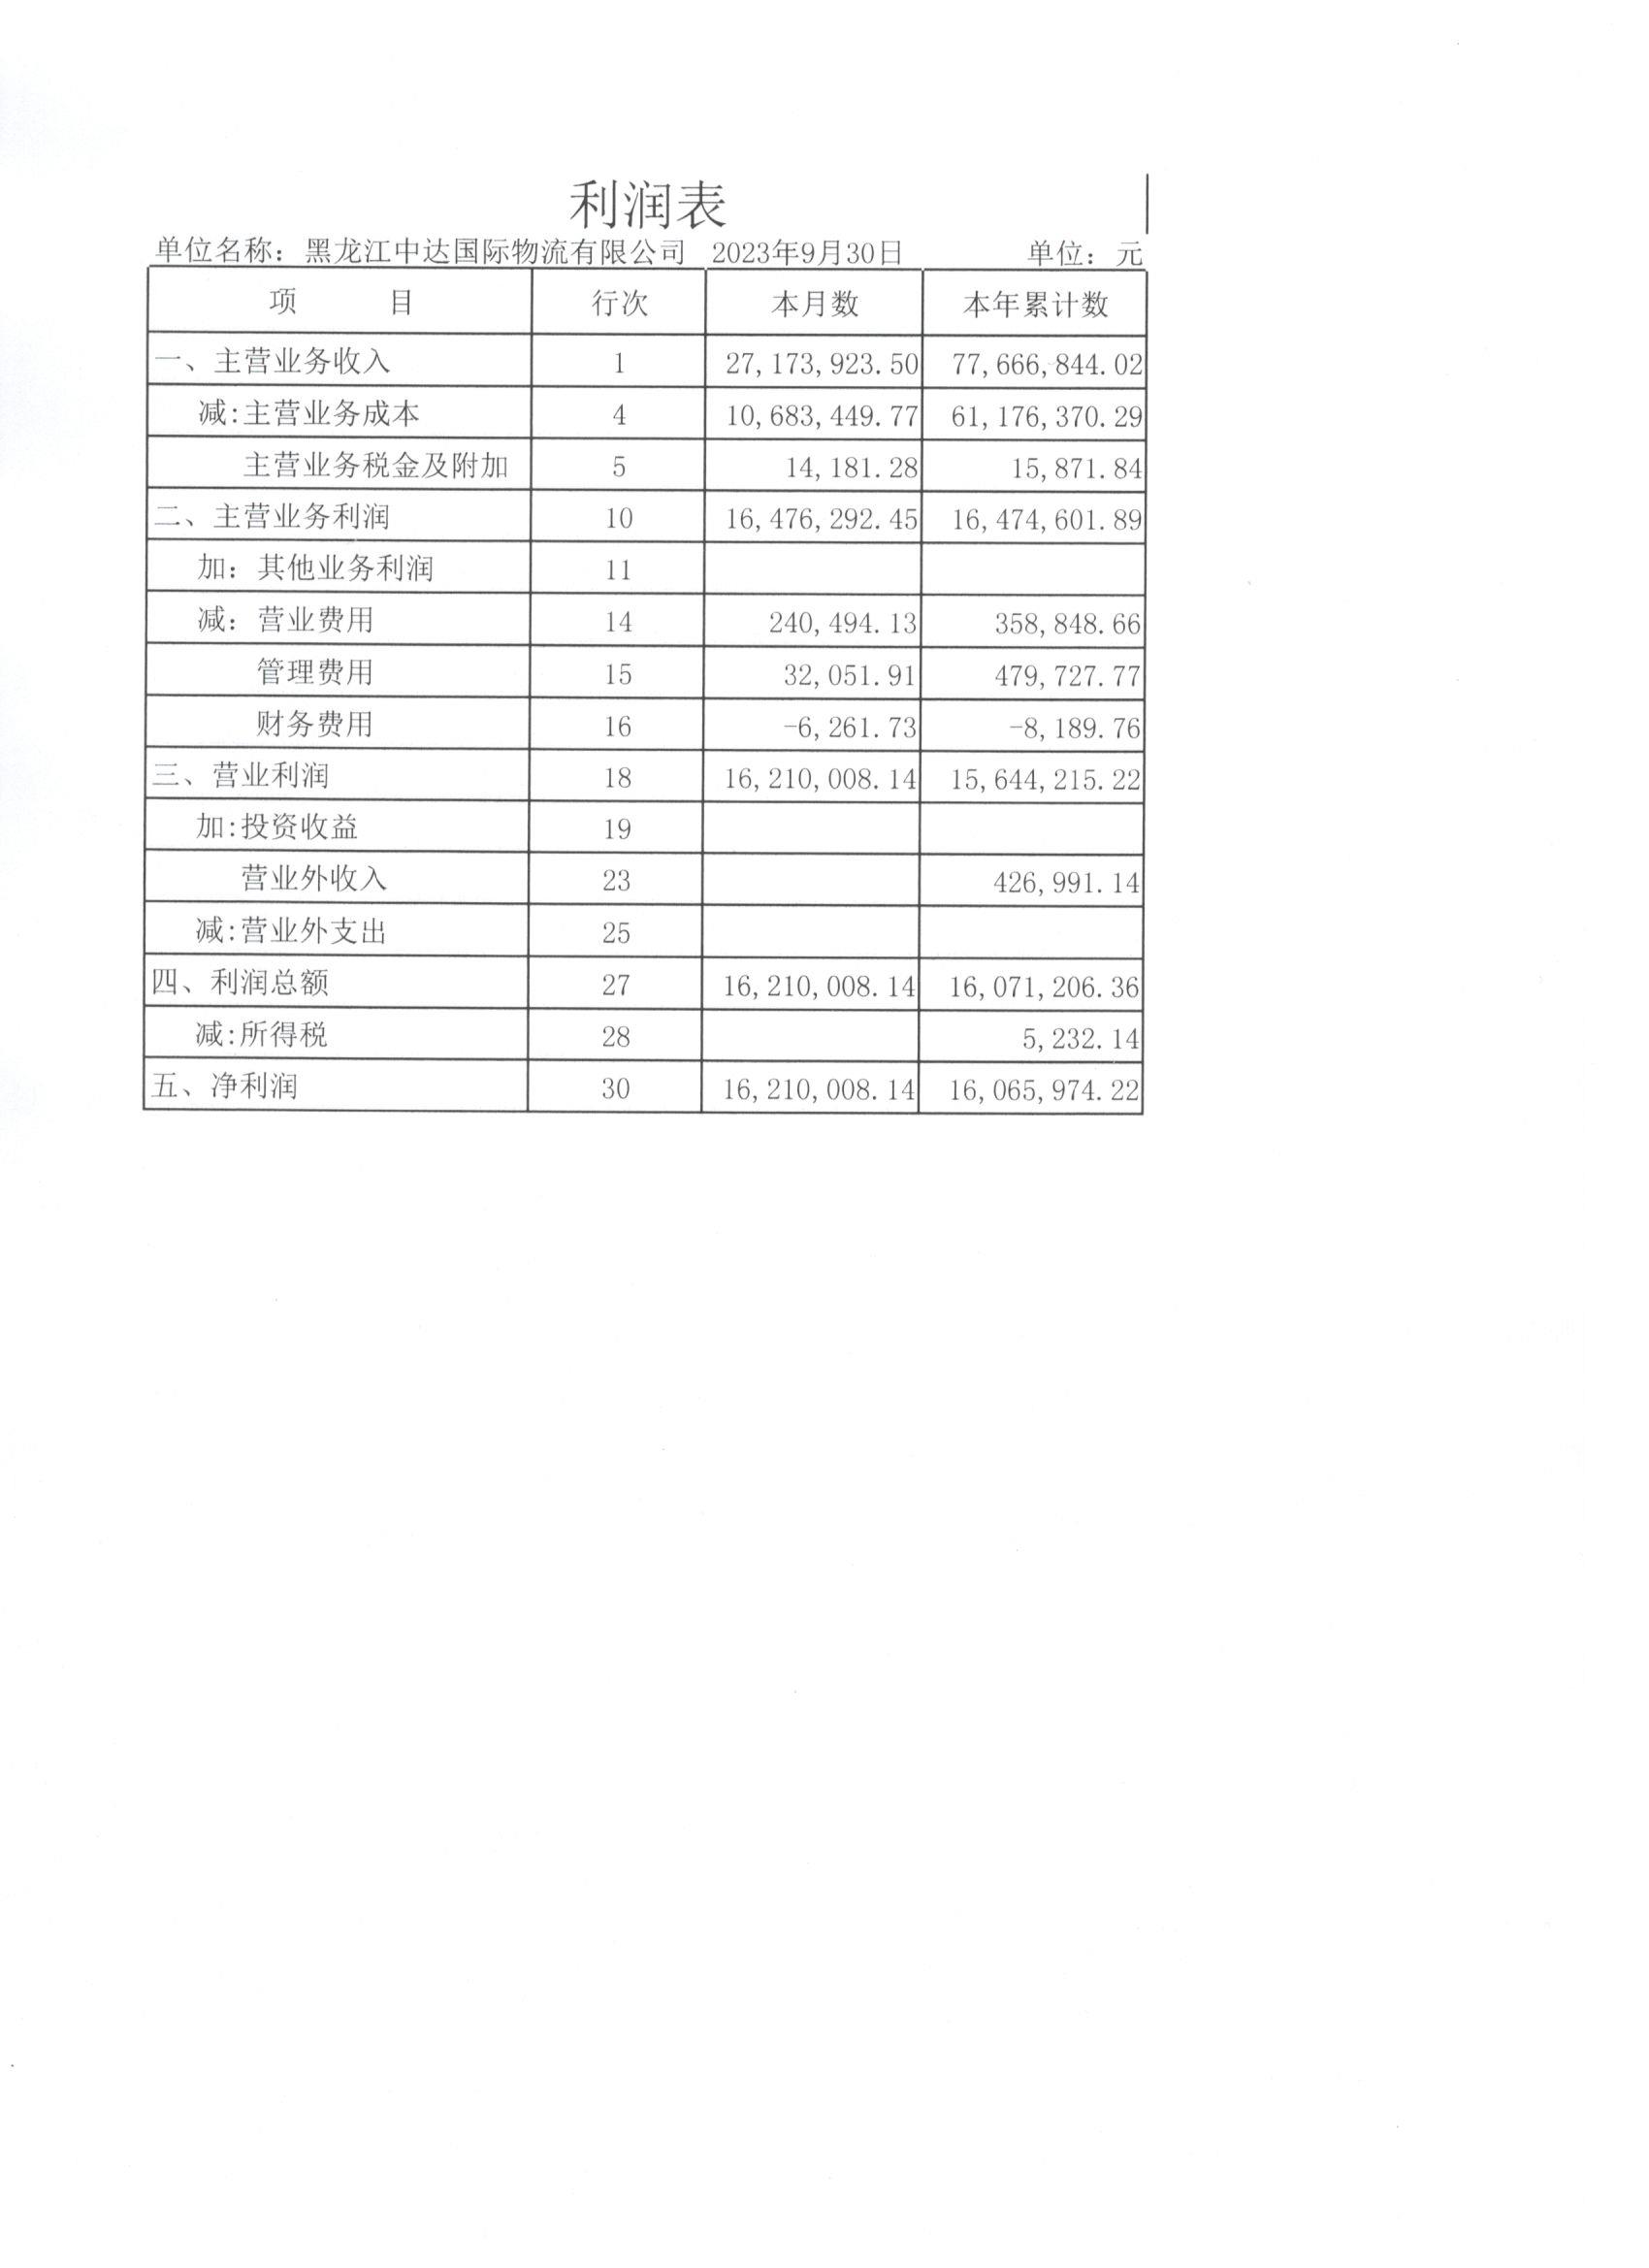 利润表
单位名称：黑龙江中达国际物流有限公司 2023年9月30日 单位：元
项 目 行次 本月数 本年累计数
一、主营业务收入 1 27,173,923.50 77,666,844.02
减:主营业务成本 4 10,683,449.77 61,176,370.29
主营业务税金及附加 5 14,181.28 15,871.84
二、主营业务利润 10 16,476,292.45 16,474,601.89
加：其他业务利润 11
减：营业费用 14 240,494.13 358,848.66
管理费用 15 32,051.91 479,727.77
财务费用 16 -6,261.73 -8,189.76
三、营业利润 18 16,210,008.14 15,644,215.22
加:投资收益 19
营业外收入 23 426,991.14
减:营业外支出 25
四、利润总额 27 16,210,008.14 16,071,206.36
减:所得税 28 5,232.14
五、净利润 30 16,210,008.14 16,065,974.22